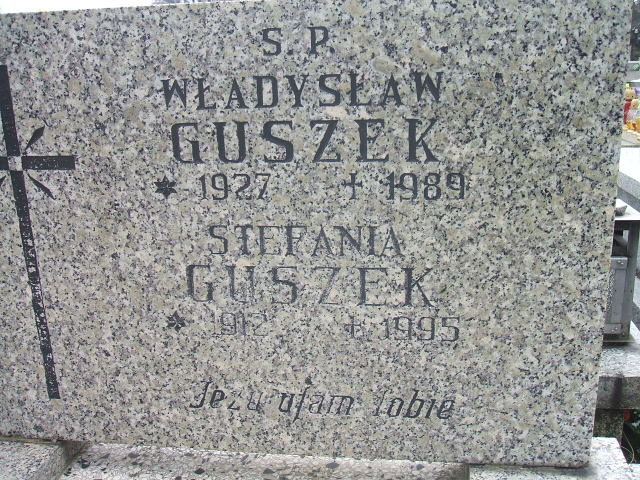 S. P.
WŁADYSŁAW
GUSZEK
* 1927 + 1989
STEFANIA
GUSZEK
* 1912 + 1995
Jezu ufam Tobie